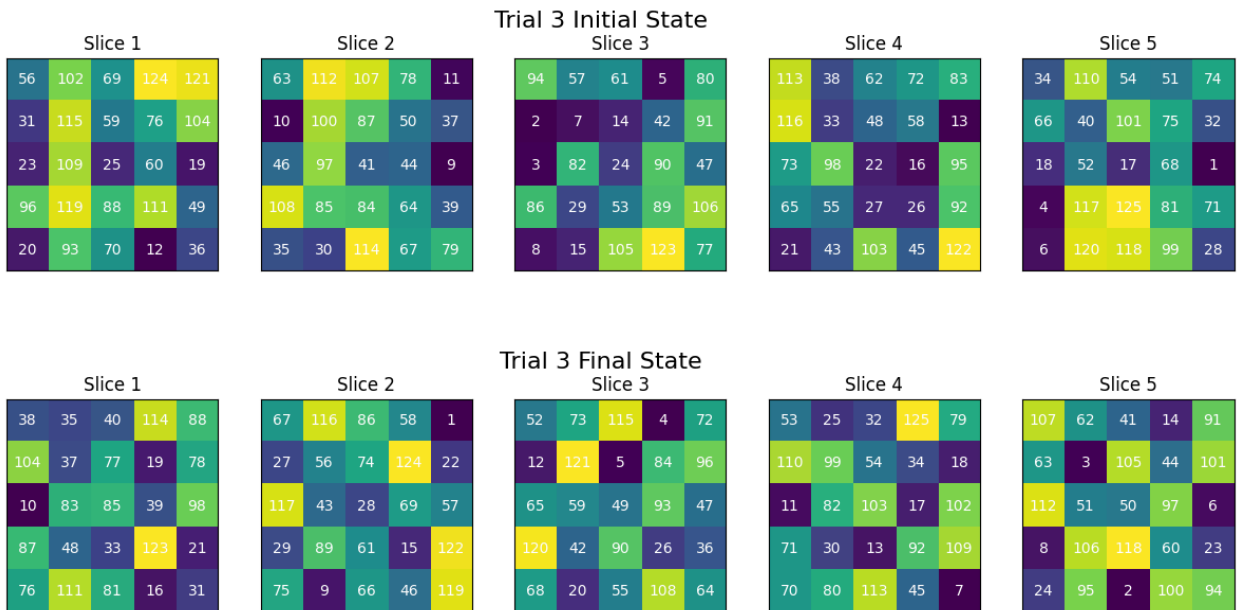 Trial 3 Initial State
Slice 1 Slice 2 Slice 3 Slice 4 Slice 5
56 102 69 124 121 63 112 107 78 11 94 57 61 5 80 113 38 62 72 83 34 110 54 51 74
31 115 59 76 104 10 100 87 50 37 2 7 14 42 91 116 33 48 58 13 66 40 101 75 32
23 109 25 60 19 46 97 41 44 9 3 82 24 90 47 73 98 22 16 95 18 52 17 68 1
96 119 88 111 49 108 85 84 64 39 86 29 53 89 106 65 55 27 26 92 4 117 125 81 71
20 93 70 12 36 35 30 114 67 79 8 15 105 123 77 21 43 103 45 122 6 120 118 99 28
Trial 3 Final State
Slice 1 Slice 2 Slice 3 Slice 4 Slice 5
38 35 40 114 88 67 116 86 58 1 52 73 115 4 72 53 25 32 125 79 107 62 41 14 91
104 37 77 19 78 27 56 74 124 22 12 121 5 84 96 110 99 54 34 18 63 3 105 44 101
10 83 85 39 98 117 43 28 69 57 65 59 49 93 47 11 82 103 17 102 112 51 50 97 6
87 48 33 123 21 29 89 61 15 122 120 42 90 26 36 71 30 13 92 109 8 106 118 60 23
76 111 81 16 31 75 9 66 46 119 68 20 55 108 64 70 80 113 45 7 24 95 2 100 94